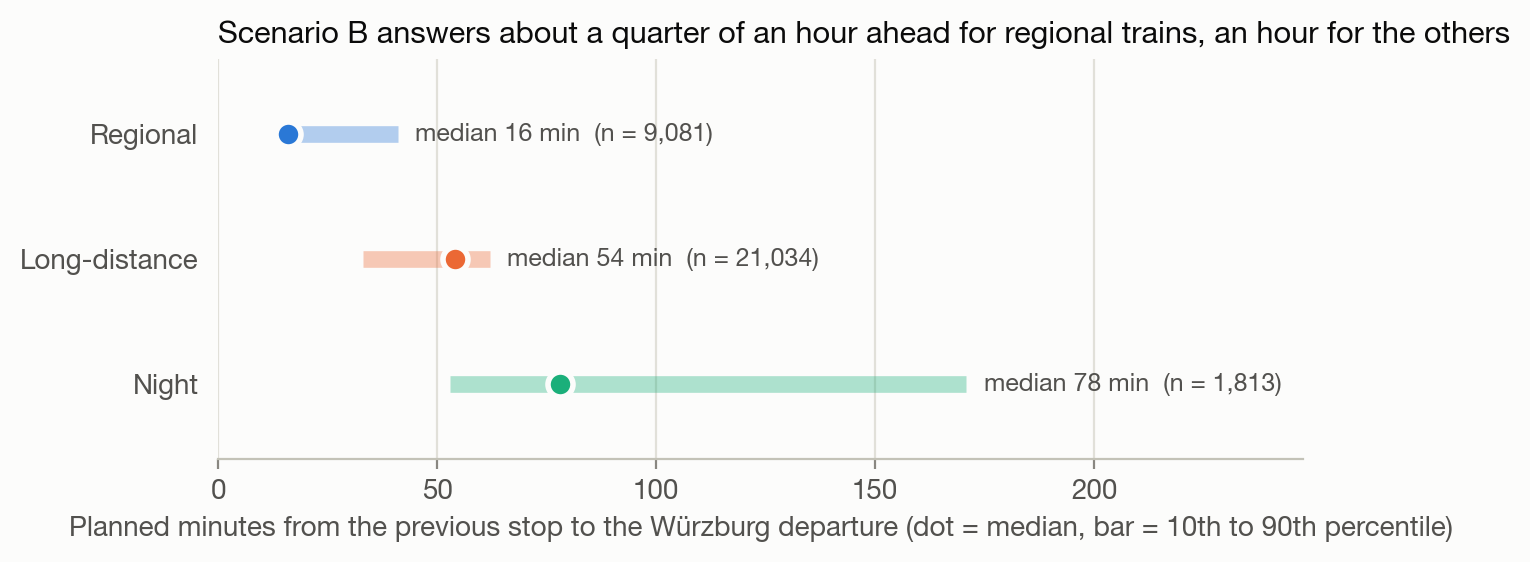 Scenario B answers about a quarter of an hour ahead for regional trains, an hour for the others
Regional
median 16 min (n = 9,081)
Long-distance
median 54 min (n = 21,034)
Night
median 78 min (n = 1,813)
0 50 100 150 200
Planned minutes from the previous stop to the Würzburg departure (dot = median, bar = 10th to 90th percentile)